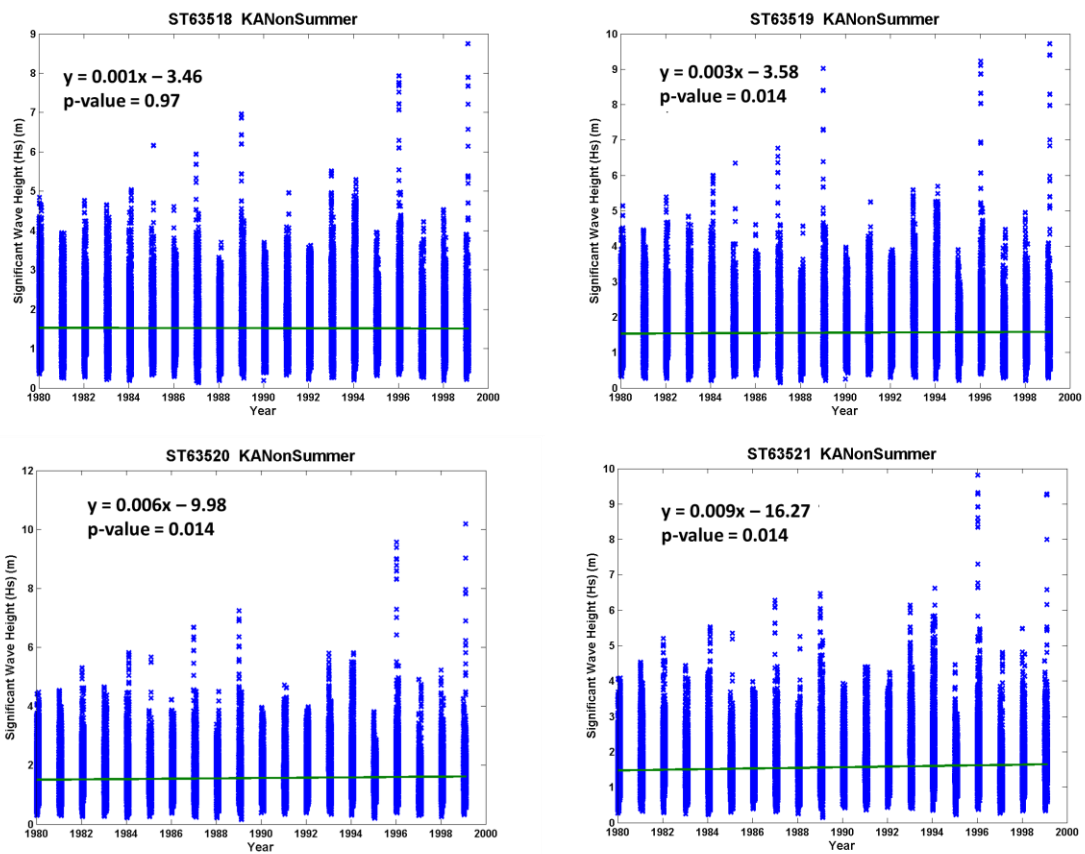 ST63518 KANonSummer
y = 0.001x – 3.46
p-value = 0.97
Significant Wave Height (Hs) (m)
9
8
7
6
5
4
3
2
1
0
1980 1982 1984 1986 1988 1990 1992 1994 1996 1998 2000
Year
ST63519 KANonSummer
y = 0.003x – 3.58
p-value = 0.014
Significant Wave Height (Hs) (m)
10
9
8
7
6
5
4
3
2
1
0
1980 1982 1984 1986 1988 1990 1992 1994 1996 1998 2000
Year
ST63520 KANonSummer
y = 0.006x – 9.98
p-value = 0.014
Significant Wave Height (Hs) (m)
12
10
8
6
4
2
0
1980 1982 1984 1986 1988 1990 1992 1994 1996 1998 2000
Year
ST63521 KANonSummer
y = 0.009x – 16.27
p-value = 0.014
Significant Wave Height (Hs) (m)
10
9
8
7
6
5
4
3
2
1
0
1980 1982 1984 1986 1988 1990 1992 1994 1996 1998 2000
Year